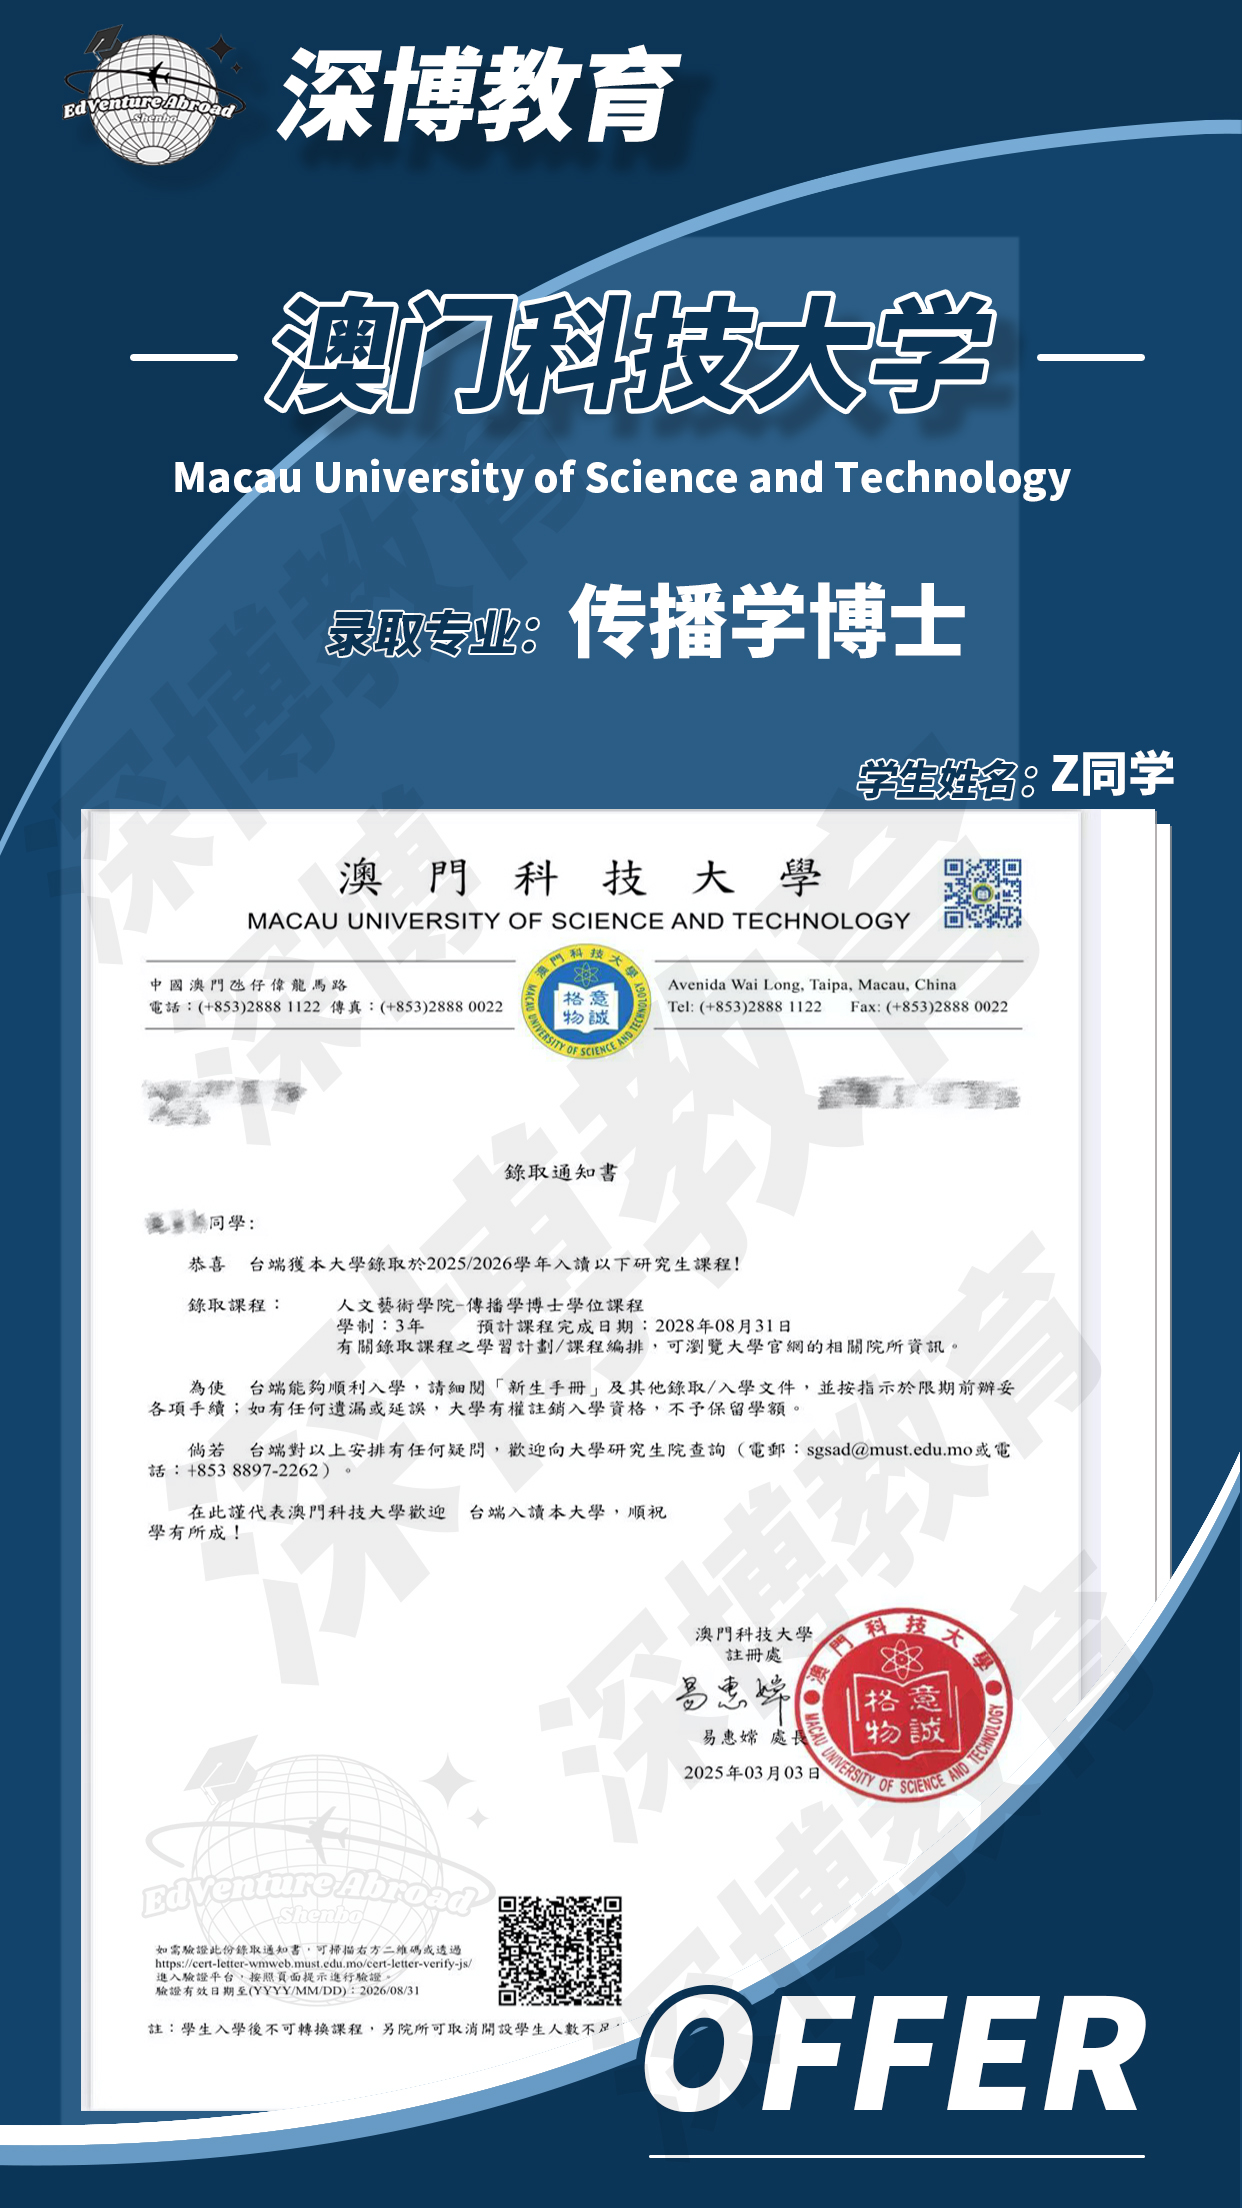 EdVenture Abroad
Shenbo
深博教育
澳门科技大学
Macau University of Science and Technology
录取专业：传播学博士
学生姓名：Z同学
澳門科技大學
MACAU UNIVERSITY OF SCIENCE AND TECHNOLOGY
中國澳門氹仔偉龍馬路
電話：(+853)2888 1122 傳真：(+853)2888 0022
澳門科技大學
MACAU UNIVERSITY OF SCIENCE AND TECHNOLOGY
格物
意誠
Avenida Wai Long, Taipa, Macau, China
Tel: (+853)2888 1122 Fax: (+853)2888 0022
錄取通知書
同學:
恭喜 台端獲本大學錄取於2025/2026學年入讀以下研究生課程!
錄取課程： 人文藝術學院-傳播學博士學位課程
學制：3年 預計課程完成日期：2028年08月31日
有關錄取課程之學習計劃/課程編排，可瀏覽大學官網的相關院所資訊。
為使 台端能夠順利入學，請細閱「新生手冊」及其他錄取/入學文件，並按指示於限期前辦妥
各項手續；如有任何遺漏或延誤，大學有權註銷入學資格，不予保留學額。
倘若 台端對以上安排有任何疑問，歡迎向大學研究生院查詢（電郵：sgsad@must.edu.mo或電
話：+853 8897-2262）。
在此謹代表澳門科技大學歡迎 台端入讀本大學，順祝
學有所成！
澳門科技大學
註冊處
易惠嫦
易惠嫦 處長
2025年03月03日
澳門科技大學
MACAU UNIVERSITY OF SCIENCE AND TECHNOLOGY
格物
意誠
深博教育
深博
深博教育
深博教育
深博教育
EdVenture Abroad
Shenbo
如需驗證此份錄取通知書，可掃描右方二維碼或透過
https://cert-letter-wmweb.must.edu.mo/cert-letter-verify-js/
進入驗證平台，按照頁面提示進行驗證。
驗證有效日期至(YYYY/MM/DD)：2026/08/31
註：學生入學後不可轉換課程，另院所可取消開設學生人數不足
OFFER